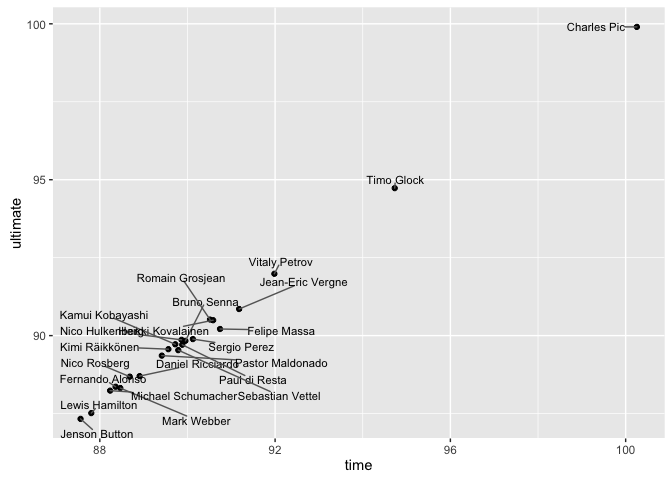 100
95
90
ultimate
Charles Pic
Timo Glock
Vitaly Petrov
Romain Grosjean
Jean-Eric Vergne
Bruno Senna
Kamui Kobayashi
Nico Hulkenberg
Heikki Kovalainen
Felipe Massa
Kimi Räikkönen
Sergio Perez
Nico Rosberg
Daniel Ricciardo
Pastor Maldonado
Fernando Alonso
Paul di Resta
Michael Schumacher
Sebastian Vettel
Lewis Hamilton
Mark Webber
Jenson Button
88
92
96
100
time